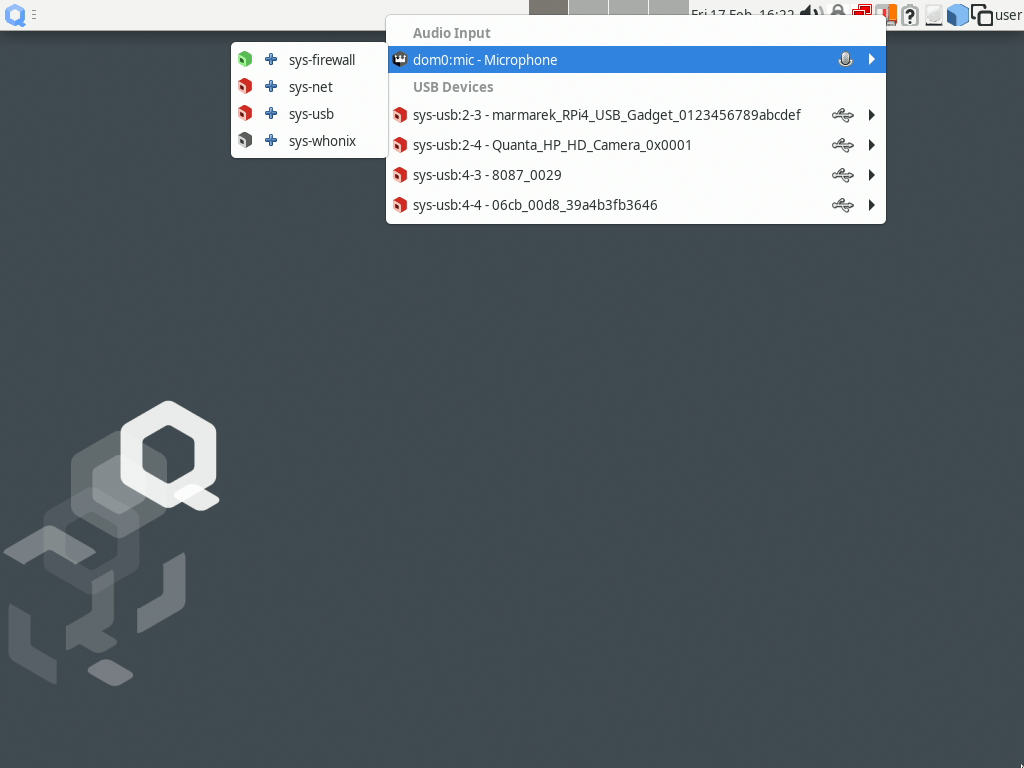 Fri 17 Feb, 16:22
user
Audio Input
dom0:mic - Microphone
USB Devices
sys-usb:2-3 - marmarek_RPi4_USB_Gadget_0123456789abcdef
sys-usb:2-4 - Quanta_HP_HD_Camera_0x0001
sys-usb:4-3 - 8087_0029
sys-usb:4-4 - 06cb_00d8_39a4b3fb3646
sys-firewall
sys-net
sys-usb
sys-whonix